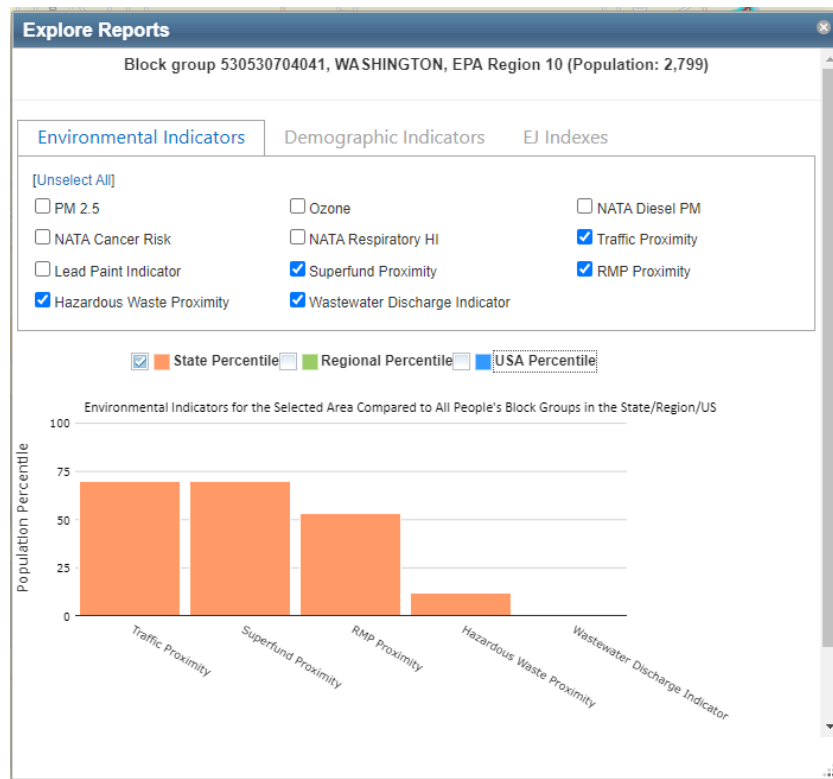 Explore Reports
Block group 530530704041, WASHINGTON, EPA Region 10 (Population: 2,799)
Environmental Indicators
Demographic Indicators
EJ Indexes
[Unselect All]
PM 2.5
Ozone
NATA Diesel PM
NATA Cancer Risk
NATA Respiratory HI
Traffic Proximity
Lead Paint Indicator
Superfund Proximity
RMP Proximity
Hazardous Waste Proximity
Wastewater Discharge Indicator
State Percentile
Regional Percentile
USA Percentile
Environmental Indicators for the Selected Area Compared to All People's Block Groups in the State/Region/US
Population Percentile
100
75
50
25
0
Traffic Proximity
Superfund Proximity
RMP Proximity
Hazardous Waste Proximity
Wastewater Discharge Indicator